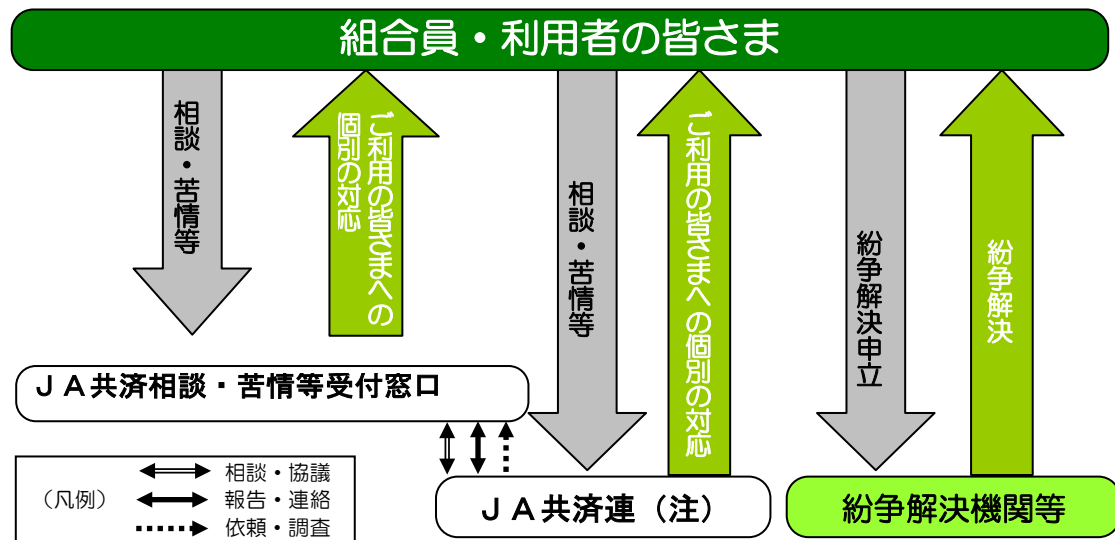 組合員・利用者の皆さま
相談・苦情等
ご利用の皆さまへの
個別の対応
相談・苦情等
ご利用の皆さまへの個別の対応
紛争解決申立
紛争解決
ＪＡ共済相談・苦情等受付窓口
ＪＡ共済連（注）
紛争解決機関等
（凡例）
相談・協議
報告・連絡
依頼・調査